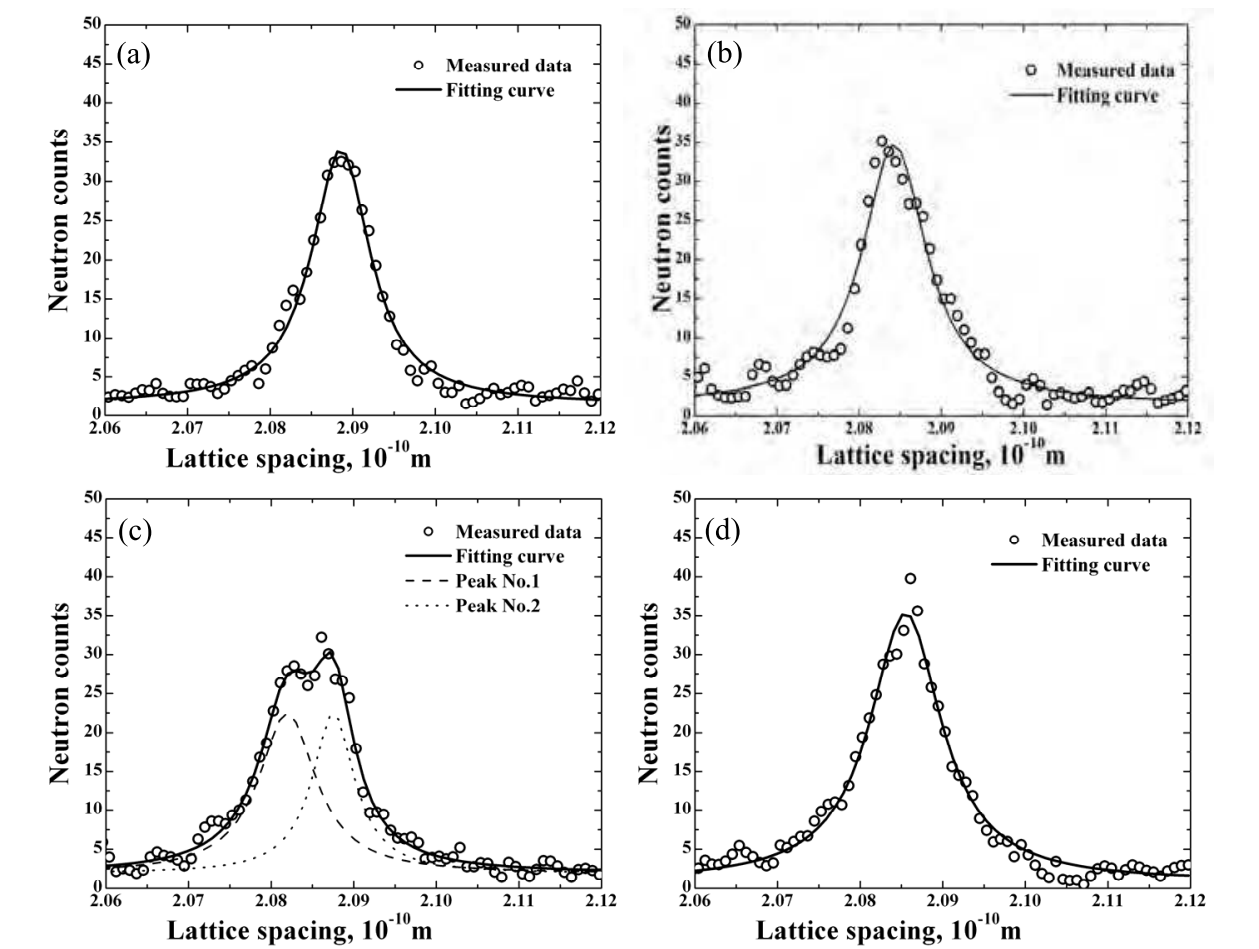 (a)
Measured data
Fitting curve
50
45
40
35
30
25
20
15
10
5
0
Neutron counts
2.06 2.07 2.08 2.09 2.10 2.11 2.12
Lattice spacing, 10⁻¹⁰m
(b)
Measured data
Fitting curve
50
45
40
35
30
25
20
15
10
5
0
Neutron counts
2.06 2.07 2.08 2.09 2.10 2.11 2.12
Lattice spacing, 10⁻¹⁰m
(c)
Measured data
Fitting curve
Peak No.1
Peak No.2
50
45
40
35
30
25
20
15
10
5
0
Neutron counts
2.06 2.07 2.08 2.09 2.10 2.11 2.12
Lattice spacing, 10⁻¹⁰m
(d)
Measured data
Fitting curve
50
45
40
35
30
25
20
15
10
5
0
Neutron counts
2.06 2.07 2.08 2.09 2.10 2.11 2.12
Lattice spacing, 10⁻¹⁰m